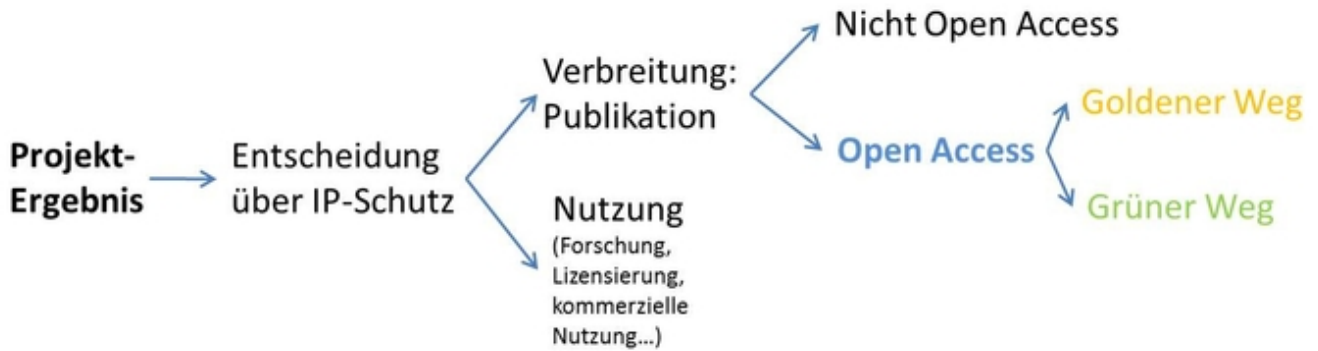 Projekt-
Ergebnis
Entscheidung
über IP-Schutz
Verbreitung:
Publikation
Nutzung
(Forschung,
Lizensierung,
kommerzielle
Nutzung...)
Nicht Open Access
Open Access
Goldener Weg
Grüner Weg